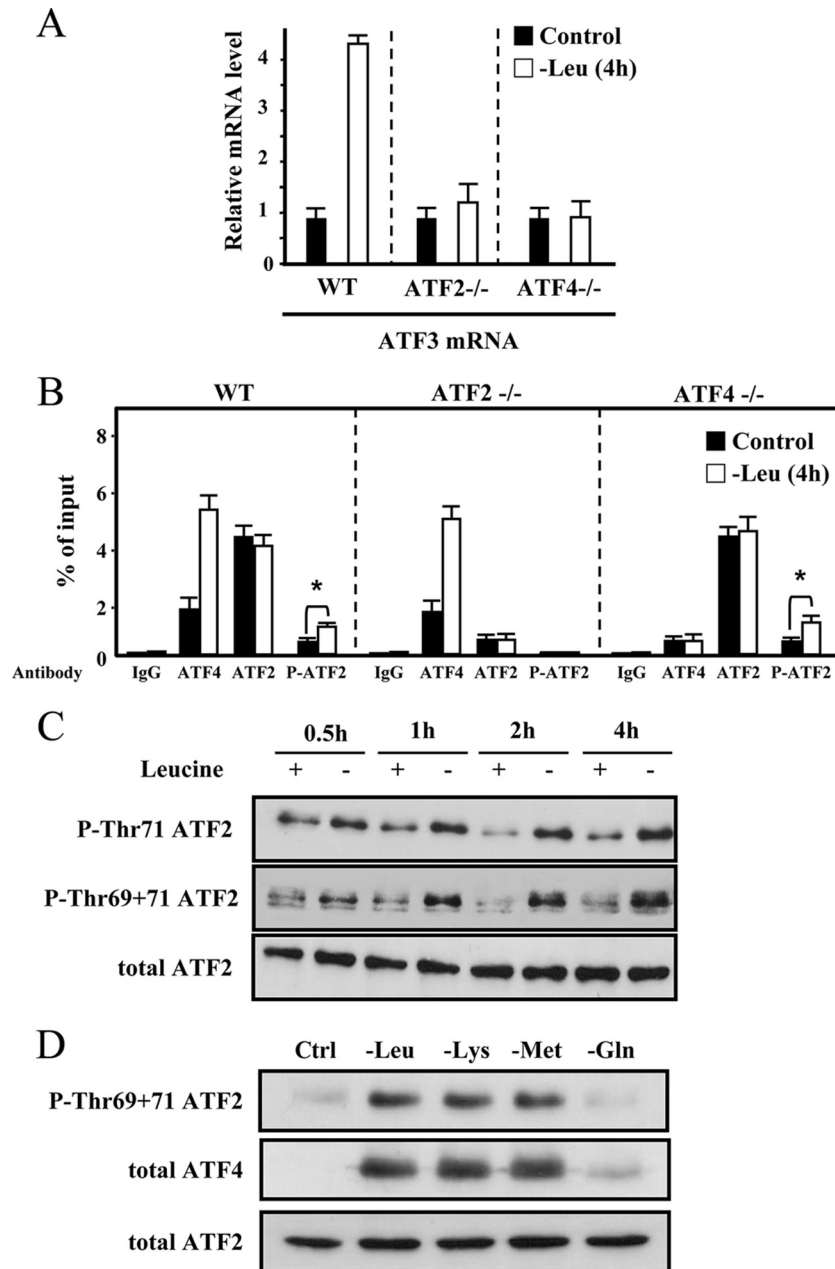 A
Relative mRNA level
4
3
2
1
0
Control
-Leu (4h)
WT
ATF2-/-
ATF4-/-
ATF3 mRNA
B
WT
ATF2 -/-
ATF4 -/-
% of input
8
6
4
2
0
Control
-Leu (4h)
*
*
Antibody
IgG ATF4 ATF2 P-ATF2
IgG ATF4 ATF2 P-ATF2
IgG ATF4 ATF2 P-ATF2
C
0.5h 1h 2h 4h
Leucine + - + - + - + -
P-Thr71 ATF2
P-Thr69+71 ATF2
total ATF2
D
Ctrl -Leu -Lys -Met -Gln
P-Thr69+71 ATF2
total ATF4
total ATF2